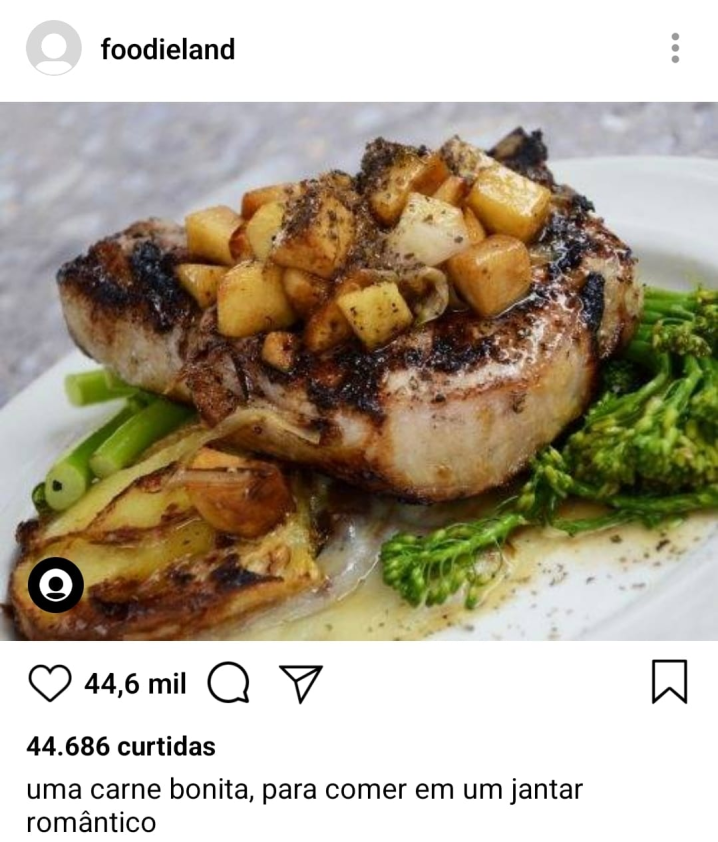 foodieland
44,6 mil
44.686 curtidas
uma carne bonita, para comer em um jantar
romântico